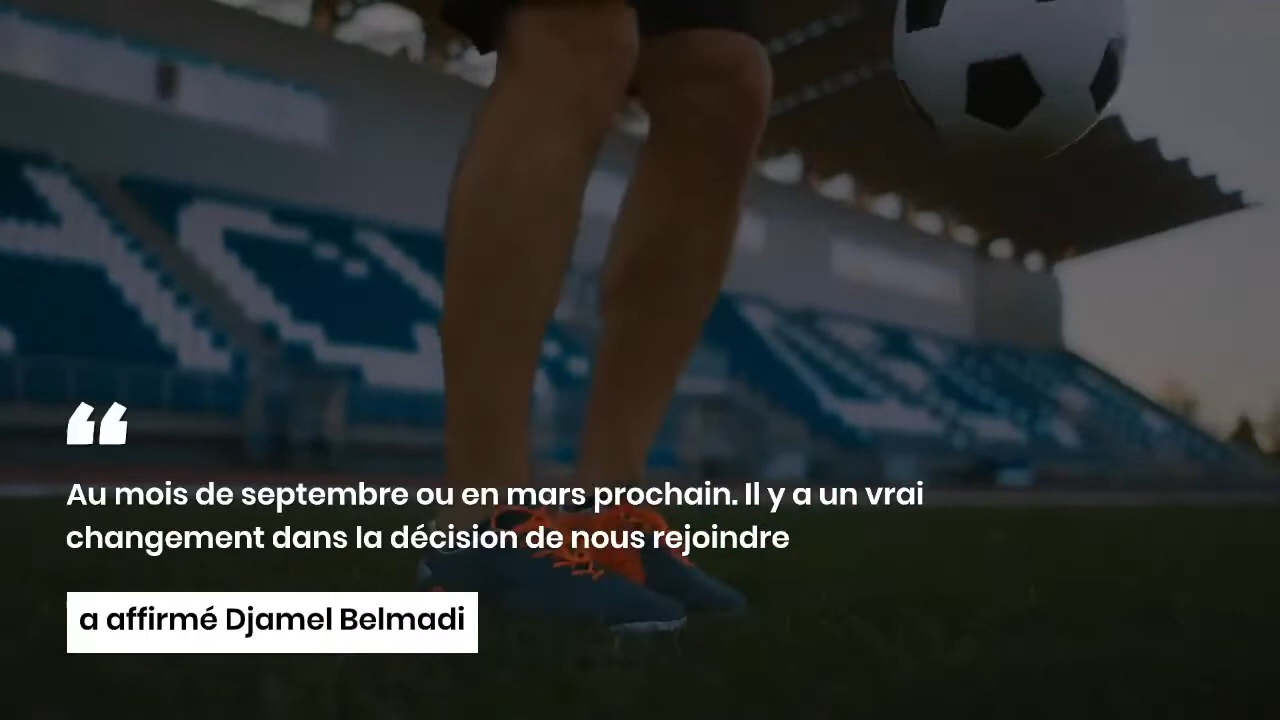 “
Au mois de septembre ou en mars prochain. Il y a un vrai
changement dans la décision de nous rejoindre
a affirmé Djamel Belmadi